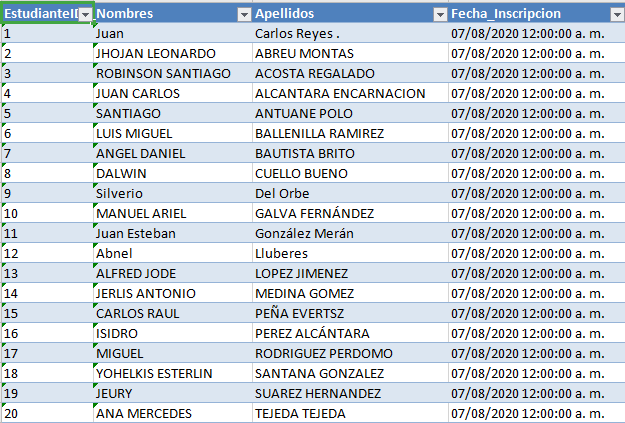 EstudianteII Nombres Apellidos Fecha_Inscripcion
1 Juan Carlos Reyes . 07/08/2020 12:00:00 a. m.
2 JHOJAN LEONARDO ABREU MONTAS 07/08/2020 12:00:00 a. m.
3 ROBINSON SANTIAGO ACOSTA REGALADO 07/08/2020 12:00:00 a. m.
4 JUAN CARLOS ALCANTARA ENCARNACION 07/08/2020 12:00:00 a. m.
5 SANTIAGO ANTUANE POLO 07/08/2020 12:00:00 a. m.
6 LUIS MIGUEL BALLENILLA RAMIREZ 07/08/2020 12:00:00 a. m.
7 ANGEL DANIEL BAUTISTA BRITO 07/08/2020 12:00:00 a. m.
8 DALWIN CUELLO BUENO 07/08/2020 12:00:00 a. m.
9 Silverio Del Orbe 07/08/2020 12:00:00 a. m.
10 MANUEL ARIEL GALVA FERNÁNDEZ 07/08/2020 12:00:00 a. m.
11 Juan Esteban González Merán 07/08/2020 12:00:00 a. m.
12 Abnel Lluberes 07/08/2020 12:00:00 a. m.
13 ALFRED JODE LOPEZ JIMENEZ 07/08/2020 12:00:00 a. m.
14 JERLIS ANTONIO MEDINA GOMEZ 07/08/2020 12:00:00 a. m.
15 CARLOS RAUL PEÑA EVERTSZ 07/08/2020 12:00:00 a. m.
16 ISIDRO PEREZ ALCÁNTARA 07/08/2020 12:00:00 a. m.
17 MIGUEL RODRIGUEZ PERDOMO 07/08/2020 12:00:00 a. m.
18 YOHELKIS ESTERLIN SANTANA GONZALEZ 07/08/2020 12:00:00 a. m.
19 JEURY SUAREZ HERNANDEZ 07/08/2020 12:00:00 a. m.
20 ANA MERCEDES TEJEDA TEJEDA 07/08/2020 12:00:00 a. m.